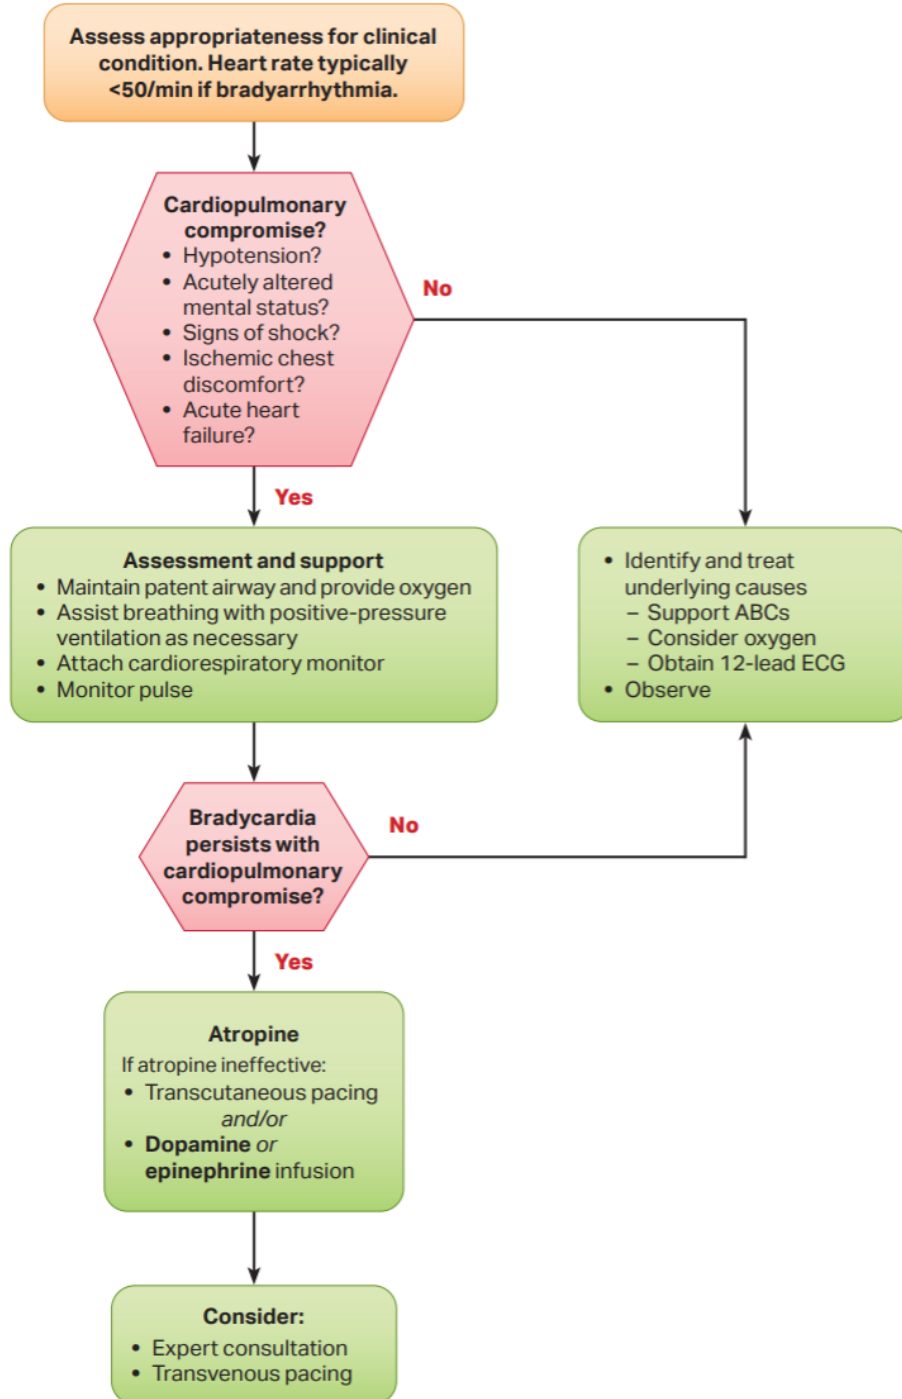 Assess appropriateness for clinical
condition. Heart rate typically
<50/min if bradyarrhythmia.
Cardiopulmonary
compromise?
• Hypotension?
• Acutely altered
mental status?
• Signs of shock?
• Ischemic chest
discomfort?
• Acute heart
failure?
No
Yes
Assessment and support
• Maintain patent airway and provide oxygen
• Assist breathing with positive-pressure
ventilation as necessary
• Attach cardiorespiratory monitor
• Monitor pulse
• Identify and treat
underlying causes
– Support ABCs
– Consider oxygen
– Obtain 12-lead ECG
• Observe
Bradycardia
persists with
cardiopulmonary
compromise?
No
Yes
Atropine
If atropine ineffective:
• Transcutaneous pacing
and/or
• Dopamine or
epinephrine infusion
Consider:
• Expert consultation
• Transvenous pacing